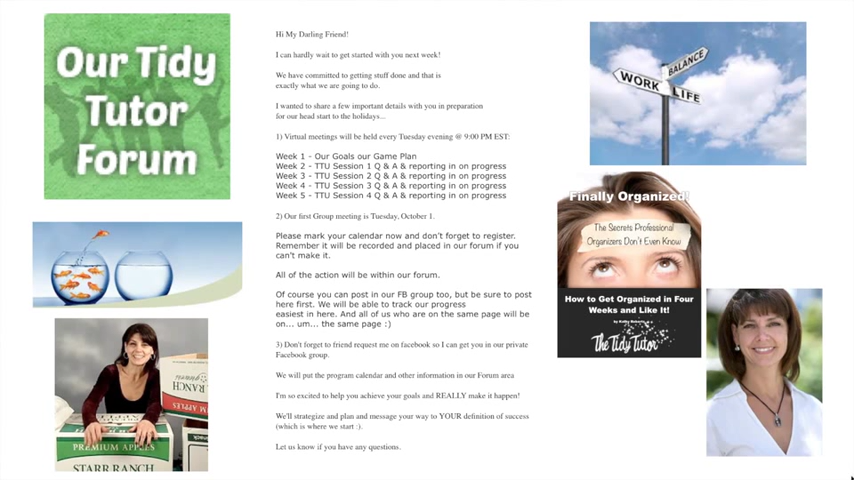 Our Tidy
Tutor
Forum
Hi My Darling Friend!
I can hardly wait to get started with you next week!
We have committed to getting stuff done and that is
exactly what we are going to do.
I wanted to share a few important details with you in preparation
for our head start to the holidays...
1) Virtual meetings will be held every Tuesday evening @ 9:00 PM EST:
Week 1 - Our Goals our Game Plan
Week 2 - TTU Session 1 Q & A & reporting in on progress
Week 3 - TTU Session 2 Q & A & reporting in on progress
Week 4 - TTU Session 3 Q & A & reporting in on progress
Week 5 - TTU Session 4 Q & A & reporting in on progress
2) Our first Group meeting is Tuesday, October 1.
Please mark your calendar now and don't forget to register.
Remember it will be recorded and placed in our forum if you
can't make it.
All of the action will be within our forum.
Of course you can post in our FB group too, but be sure to post
here first. We will be able to track our progress
easiest in here. And all of us who are on the same page will be
on... um... the same page :)
3) Don't forget to friend request me on facebook so I can get you in our private
Facebook group.
We will put the program calendar and other information in our Forum area
I'm so excited to help you achieve your goals and REALLY make it happen!
We'll strategize and plan and message your way to YOUR definition of success
(which is where we start :).
Let us know if you have any questions.
BALANCE
WORK
LIFE
Finally Organized!
The Secrets Professional
Organizers Don't Even Know
How to Get Organized in Four
Weeks and Like It!
The Tidy Tutor
RANCH
PREMIUM APPLES
STARR RANCH